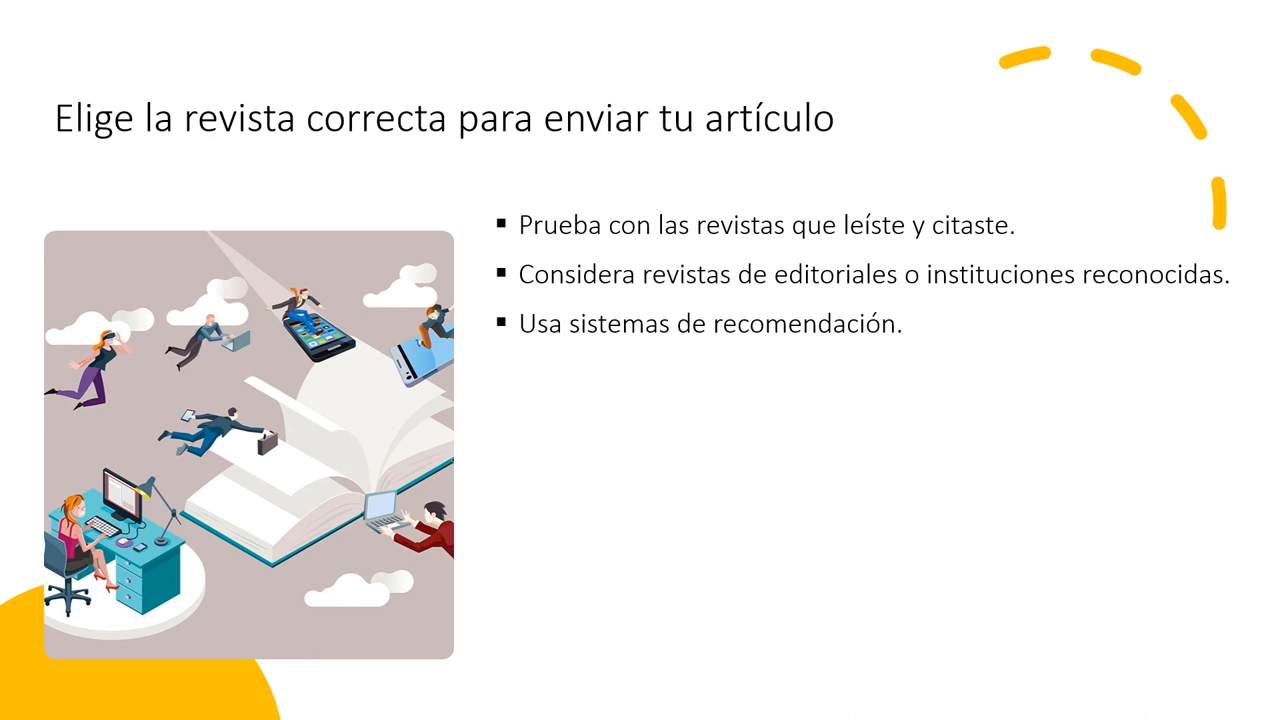 Elige la revista correcta para enviar tu artículo
▪ Prueba con las revistas que leíste y citaste.
▪ Considera revistas de editoriales o instituciones reconocidas.
▪ Usa sistemas de recomendación.